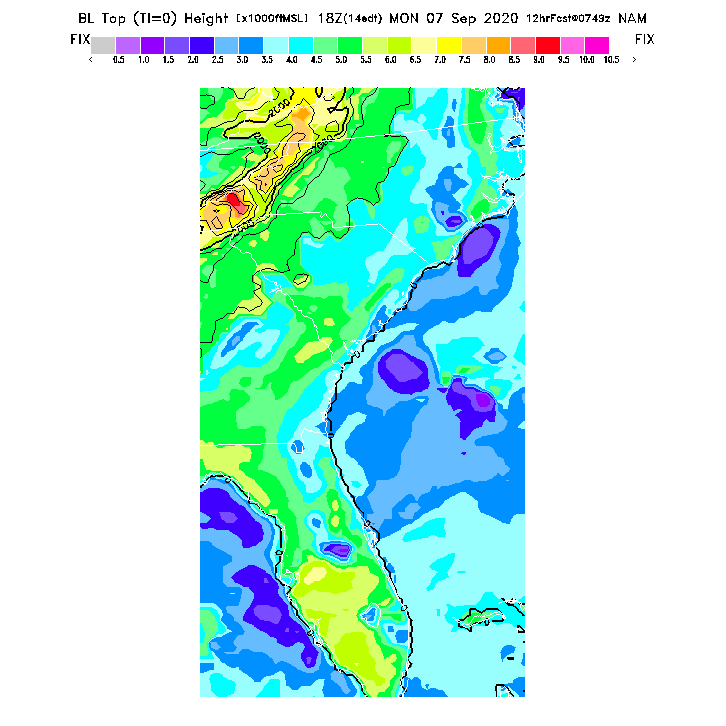 BL Top (TI=0) Height [x1000ftMSL] 18Z(14edt) MON 07 Sep 2020 12hrFcst@0749z NAM
FIX FIX
< 0.5 1.0 1.5 2.0 2.5 3.0 3.5 4.0 4.5 5.0 5.5 6.0 6.5 7.0 7.5 8.0 8.5 9.0 9.5 10.0 10.5 >
2000
2000